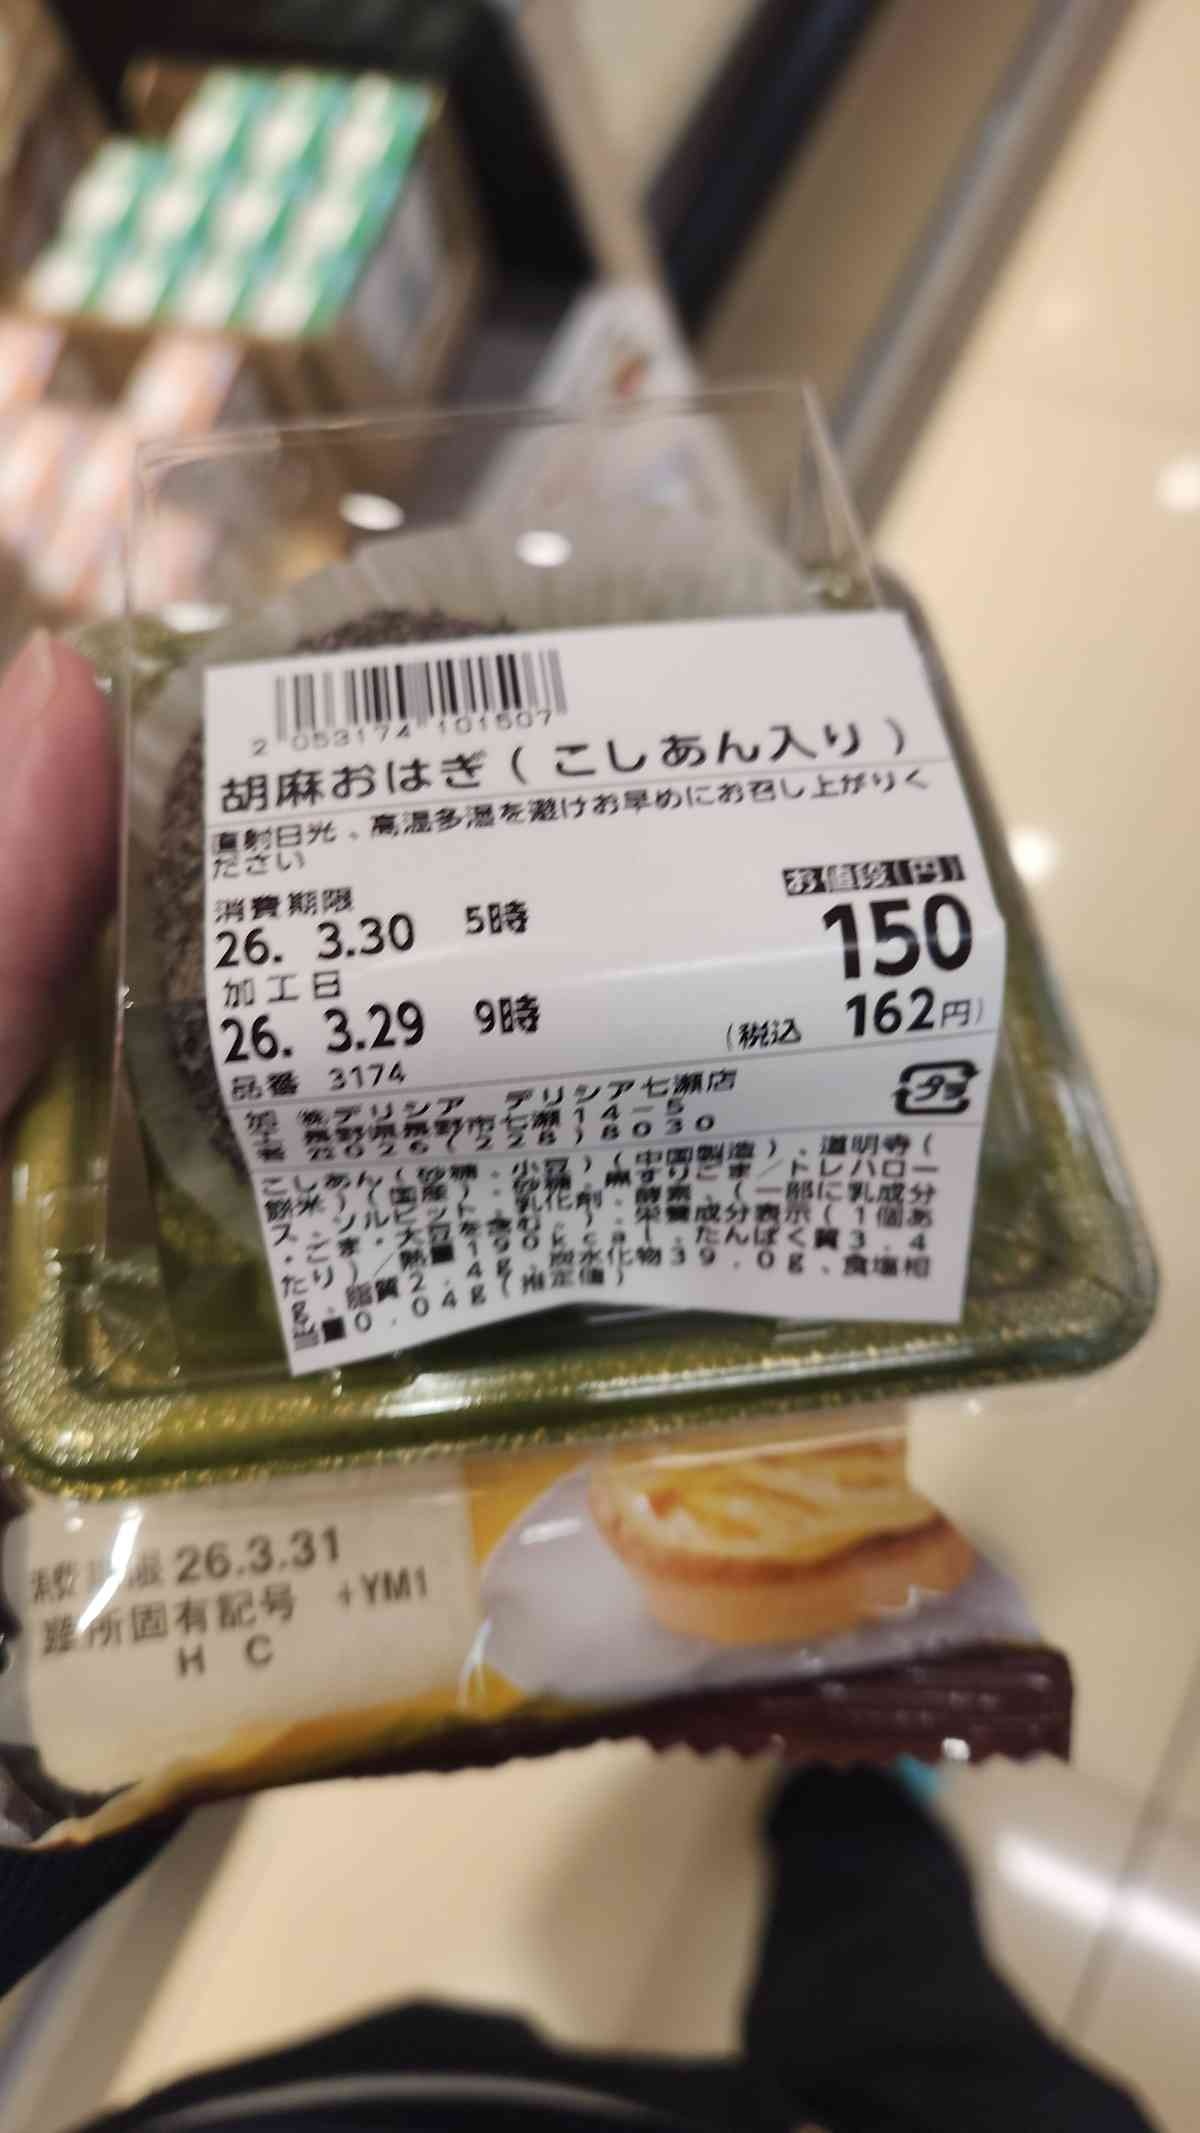 2 053174 101507
胡麻おはぎ(こしあん入り)
直射日光、高温多湿を避けお早めにお召し上がりく
ださい
消費期限
26. 3.30 5時
お値段(円)
150
加工日
26. 3.29 9時
(税込 162円)
品番 3174
プラ
加工者 ㈱デリシア デリシア七瀬店
長野県長野市七瀬14-5
☎026(228)8030
こしあん(砂糖、小豆)(中国製造)、道明寺(
餅米)(国産)、砂糖、黒すりごま/トレハロー
ス、ソルビット、乳化剤、酵素、(一部に乳成分
・ごま・大豆を含む)、栄養成分表示(1個あ
たり)/熱量190kcal、たんぱく質3.4
g、脂質2.4g、炭水化物39.0g、食塩相
当量0.04g(推定値)
26.3.31
所固有記号 +YM1
H C